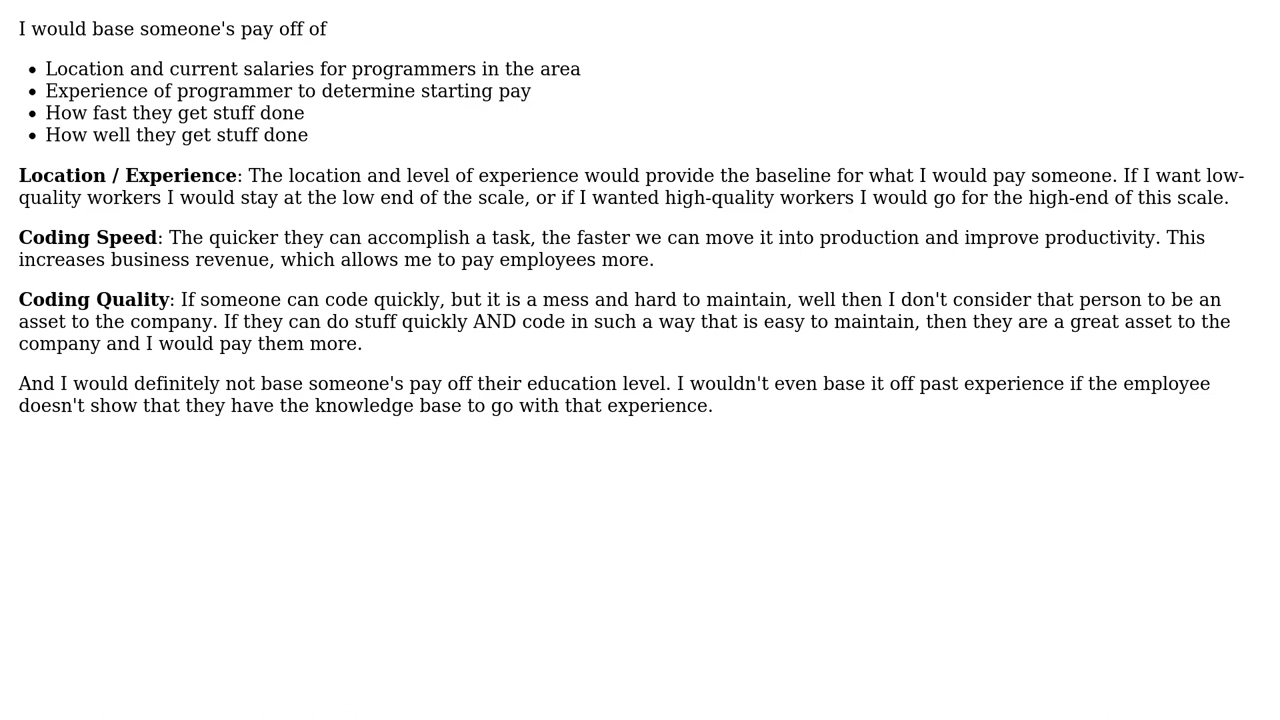 I would base someone's pay off of
• Location and current salaries for programmers in the area
• Experience of programmer to determine starting pay
• How fast they get stuff done
• How well they get stuff done
Location / Experience: The location and level of experience would provide the baseline for what I would pay someone. If I want low-
quality workers I would stay at the low end of the scale, or if I wanted high-quality workers I would go for the high-end of this scale.
Coding Speed: The quicker they can accomplish a task, the faster we can move it into production and improve productivity. This
increases business revenue, which allows me to pay employees more.
Coding Quality: If someone can code quickly, but it is a mess and hard to maintain, well then I don't consider that person to be an
asset to the company. If they can do stuff quickly AND code in such a way that is easy to maintain, then they are a great asset to the
company and I would pay them more.
And I would definitely not base someone's pay off their education level. I wouldn't even base it off past experience if the employee
doesn't show that they have the knowledge base to go with that experience.